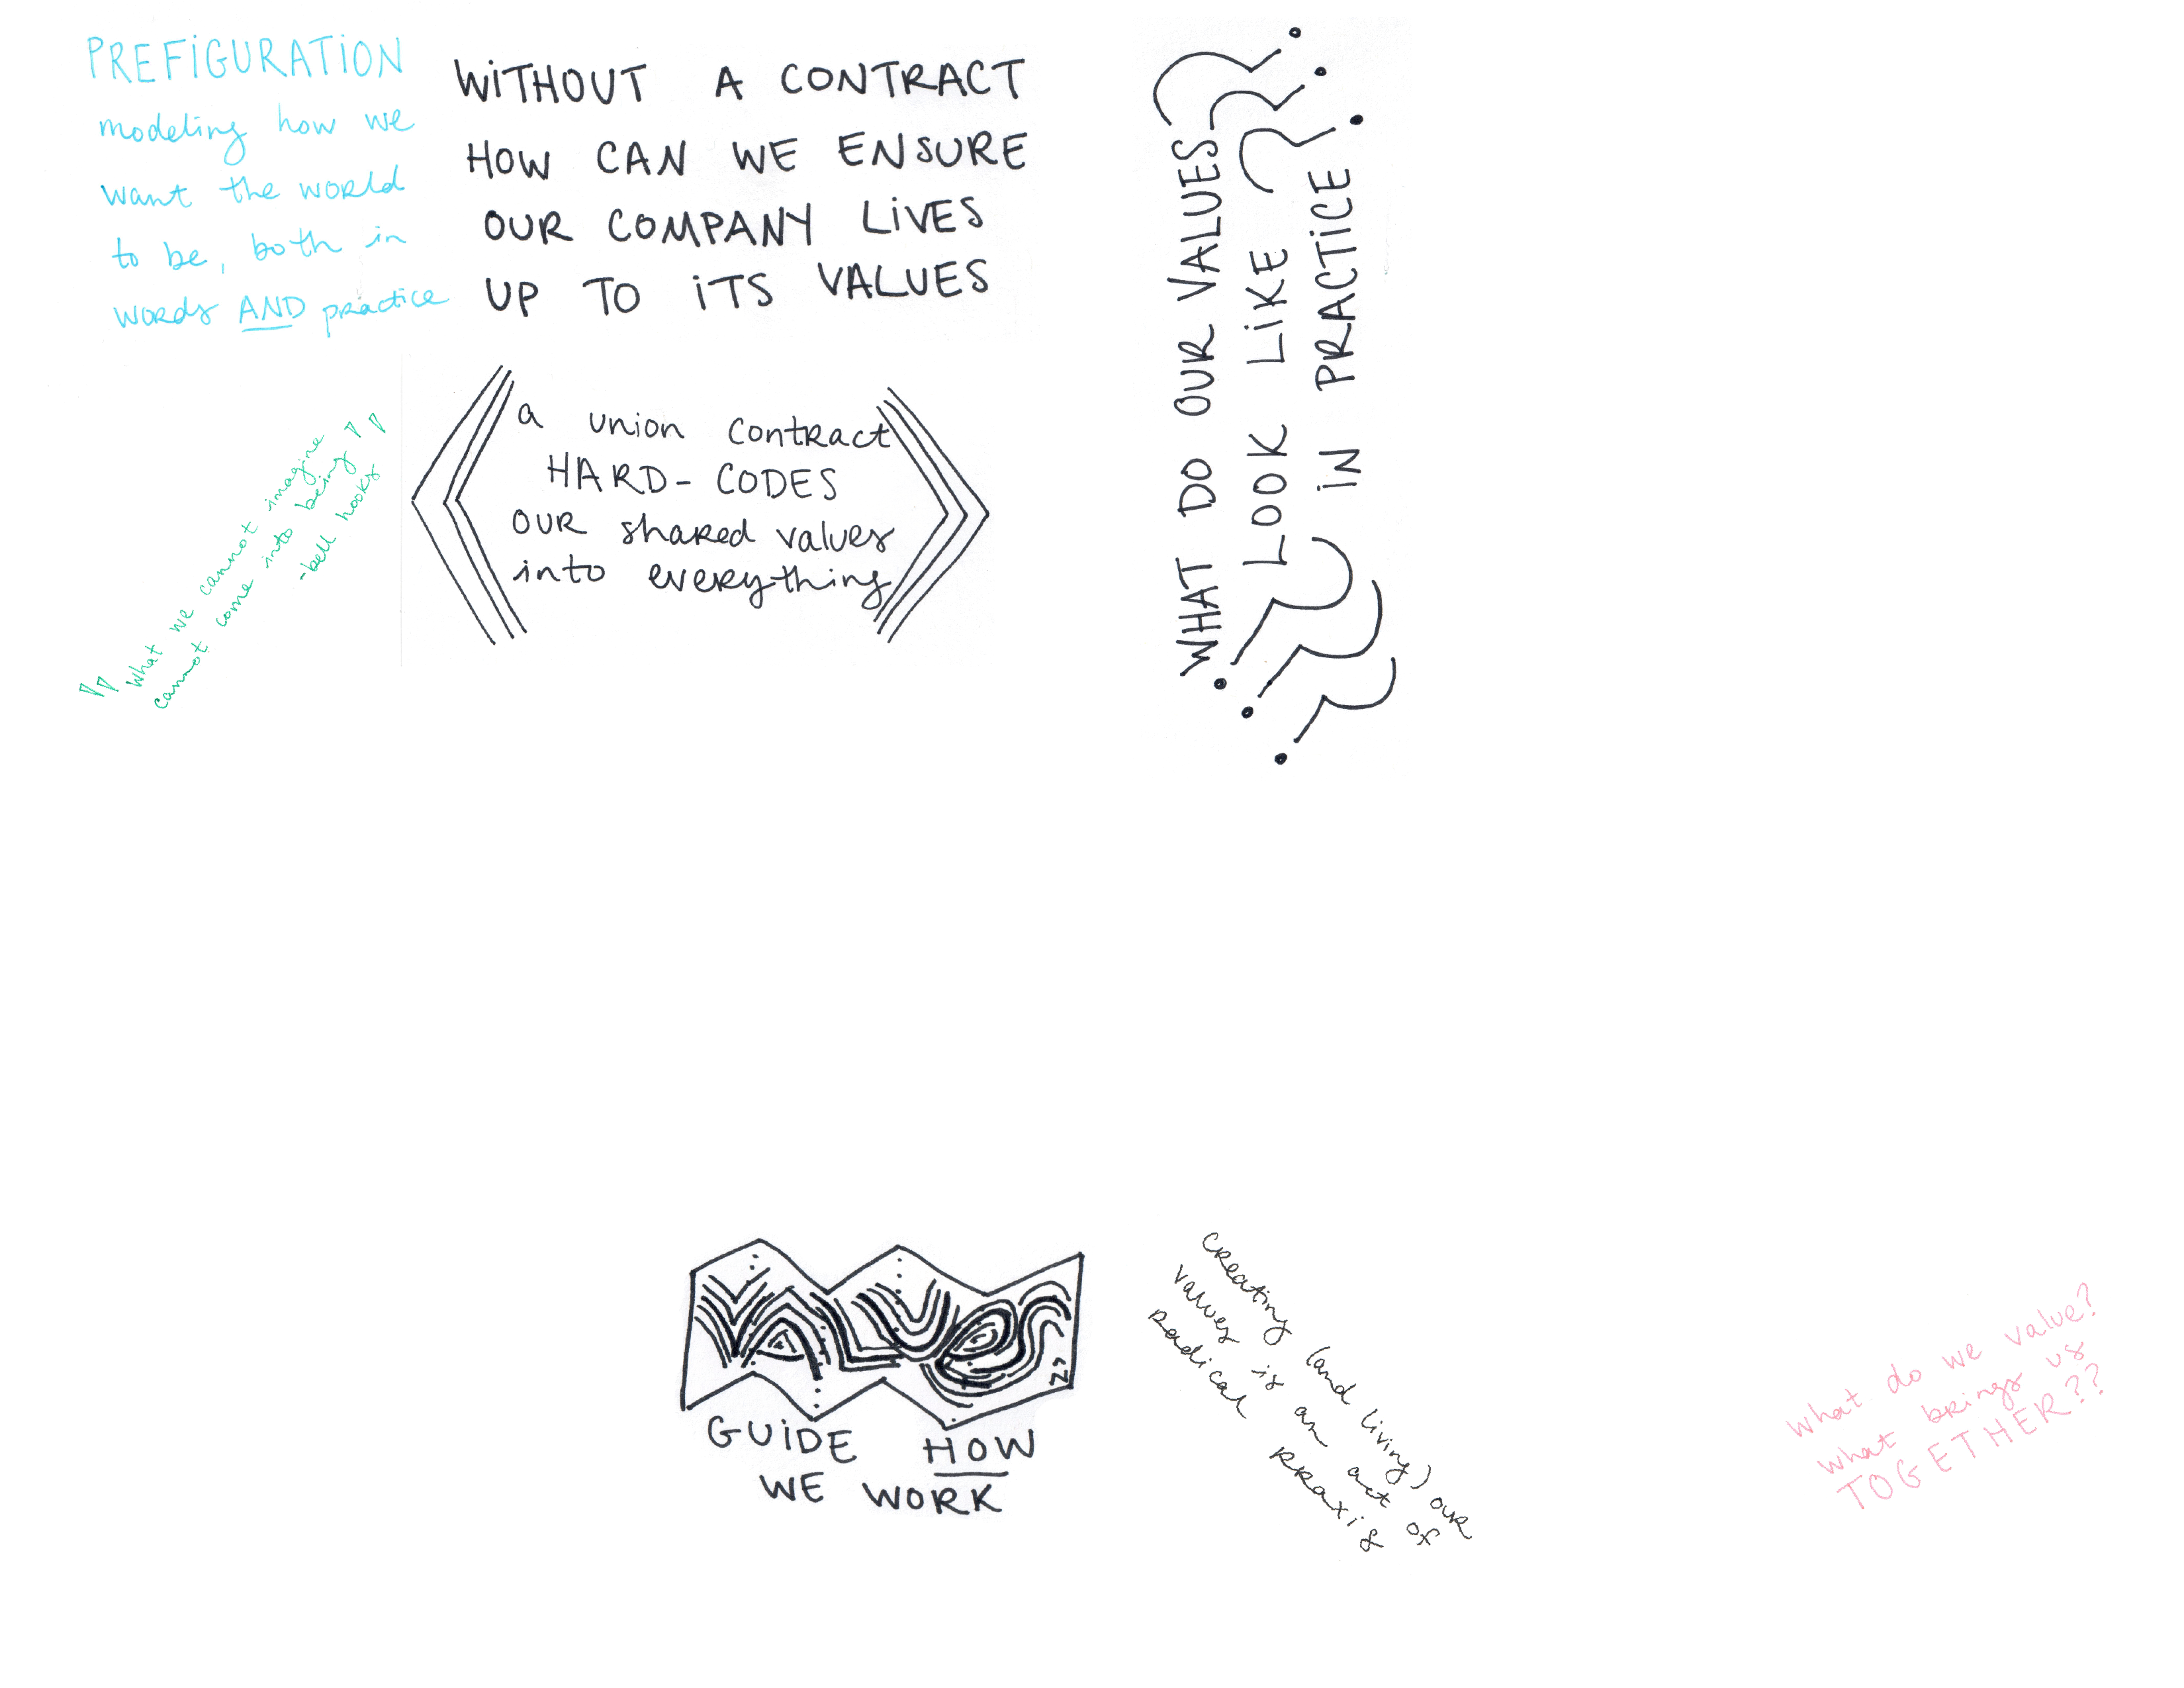 PREFiGURATiON
modeling how we
want the world
to be, both in
words AND practice
WiTHOUT A CONTRACT
HOW CAN WE ENSURE
OUR COMPANY LiVES
UP TO iTS VALUES
"what we cannot imagine
cannot come into being"
-bell hooks
a union contract
HARD-CODES
OUR shared values
into everything
WHAT DO OUR VALUES
LOOK LiKE
iN PRACTiCE
VALUES
GUiDE HOW
WE WORK
creating (and living) our
values is an act of
radical praxis
what do we value?
what brings us
TOGETHER??